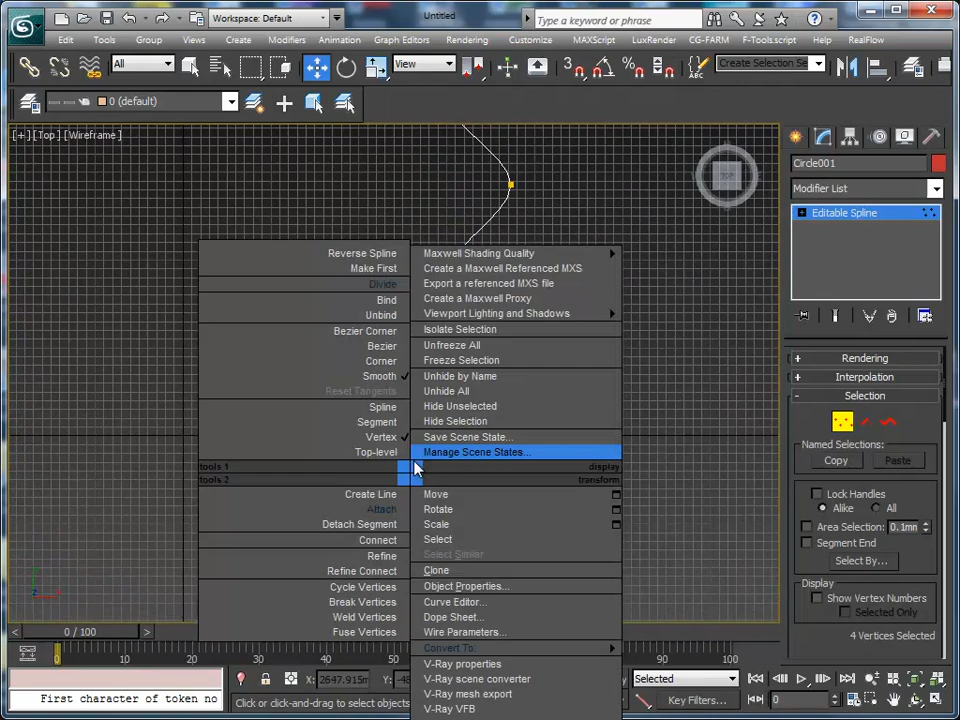 Workspace: Default
Untitled
Type a keyword or phrase
Edit Tools Group Views Create Modifiers Animation Graph Editors Rendering Customize MAXScript LuxRender CG-FARM F-Tools.script Help RealFlow
All View 3 Create Selection Se
0 (default)
[+] [Top] [Wireframe]
TOP
Circle001
Modifier List
Editable Spline
Reverse Spline
Make First
Divide
Bind
Unbind
Bezier Corner
Bezier
Corner
Smooth
Reset Tangents
Spline
Segment
Vertex
Top-level
tools 1
tools 2
Create Line
Attach
Detach Segment
Connect
Refine
Refine Connect
Cycle Vertices
Break Vertices
Weld Vertices
Fuse Vertices
Maxwell Shading Quality
Create a Maxwell Referenced MXS
Export a referenced MXS file
Create a Maxwell Proxy
Viewport Lighting and Shadows
Isolate Selection
Unfreeze All
Freeze Selection
Unhide by Name
Unhide All
Hide Unselected
Hide Selection
Save Scene State...
Manage Scene States...
display
transform
Move
Rotate
Scale
Select
Select Similar
Clone
Object Properties...
Curve Editor...
Dope Sheet...
Wire Parameters...
Convert To:
V-Ray properties
V-Ray scene converter
V-Ray mesh export
V-Ray VFB
+ Rendering
+ Interpolation
- Selection
Named Selections:
Copy Paste
Lock Handles
Alike All
Area Selection: 0.1mm
Segment End
Select By...
Display
Show Vertex Numbers
Selected Only
4 Vertices Selected
z
< 0 / 100 >
0 10 20 30 90 100
X: 2647.915m Y:
First character of token no
Click or click-and-drag to select objects
Selected
Key Filters...
0